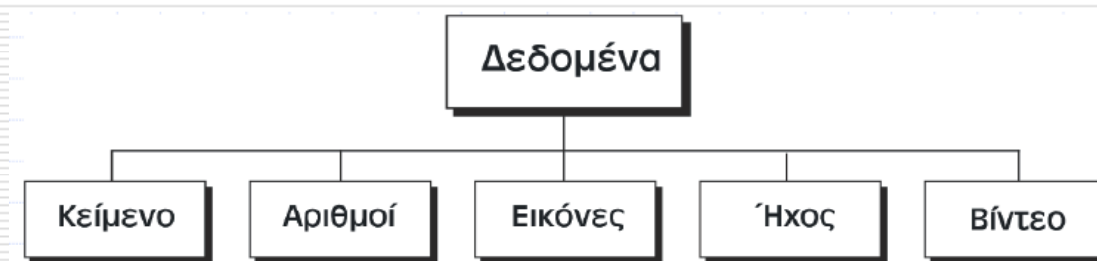 Δεδομένα
Κείμενο
Αριθμοί
Εικόνες
Ήχος
Βίντεο